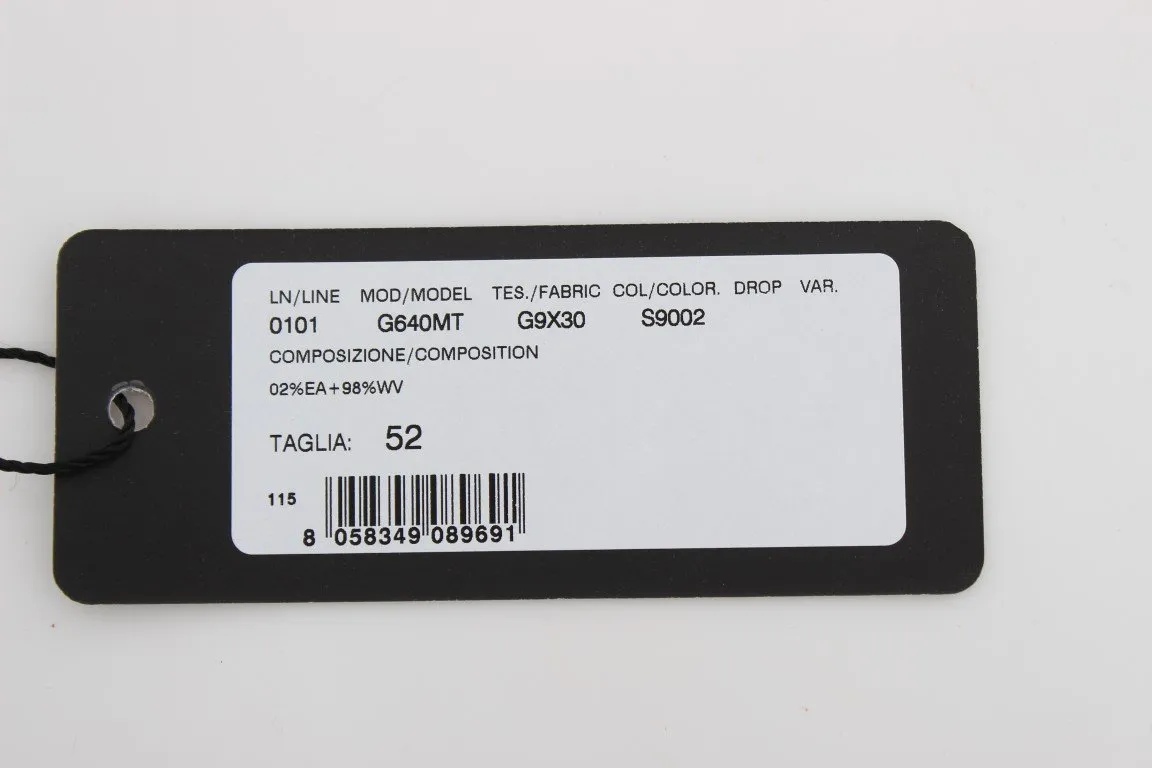 LN/LINE MOD/MODEL TES./FABRIC COL/COLOR. DROP VAR.
0101 G640MT G9X30 S9002
COMPOSIZIONE/COMPOSITION
02%EA+98%WV
TAGLIA: 52
115
8 058349 089691